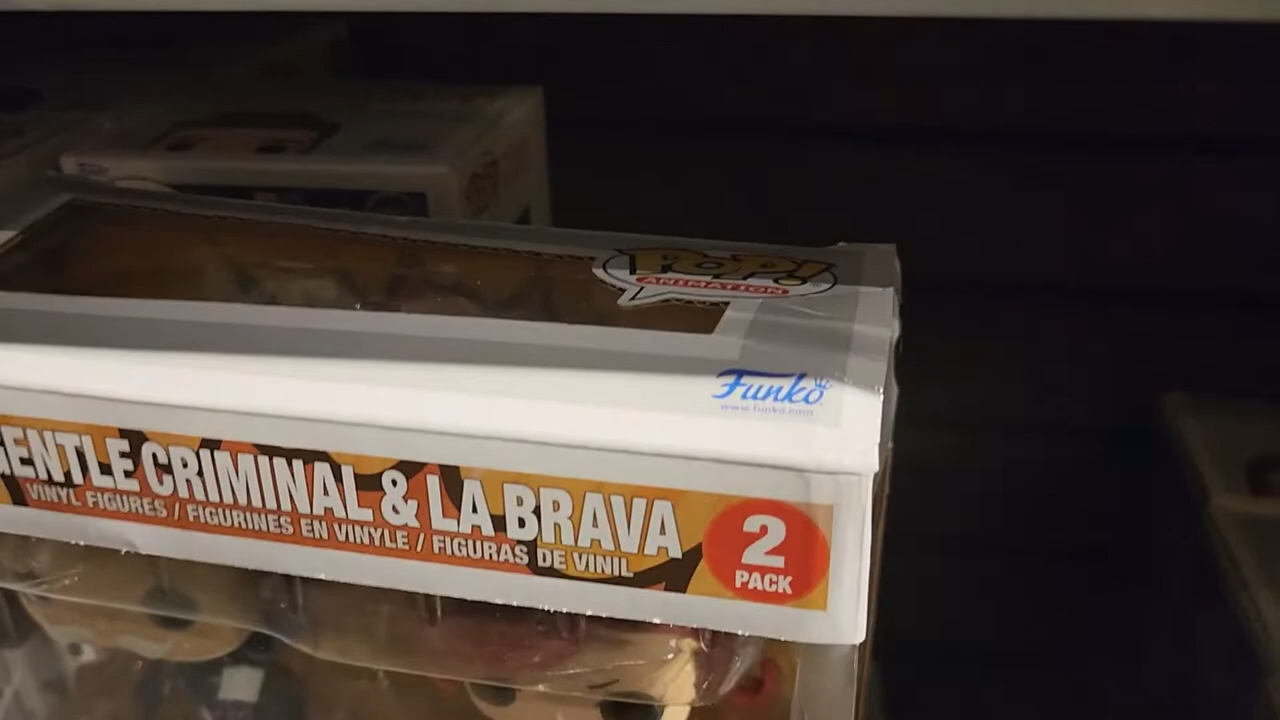 POP!
ANIMATION
Funko
www.funko.com
GENTLE CRIMINAL & LA BRAVA
VINYL FIGURES / FIGURINES EN VINYLE / FIGURAS DE VINIL
2
PACK